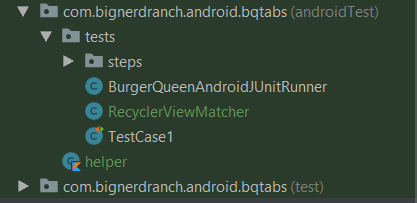 com.bignerdranch.android.bqtabs (androidTest)
tests
steps
BurgerQueenAndroidJUnitRunner
RecyclerViewMatcher
TestCase1
helper
com.bignerdranch.android.bqtabs (test)